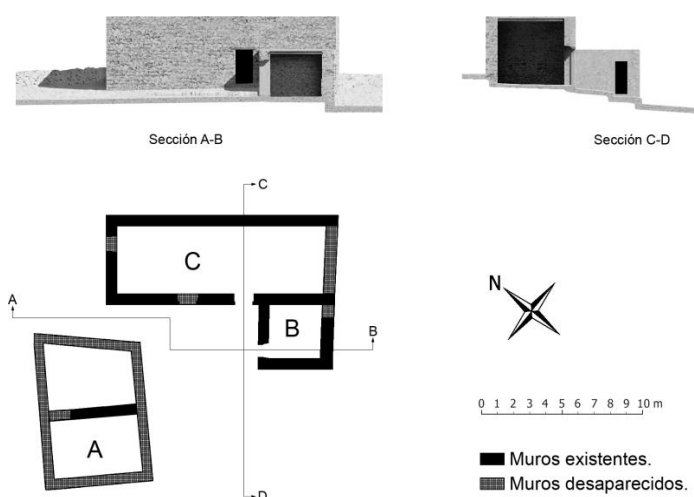 Sección A-B
Sección C-D
C
C
A
B
B
A
D
N
0 1 2 3 4 5 6 7 8 9 10 m
Muros existentes.
Muros desaparecidos.